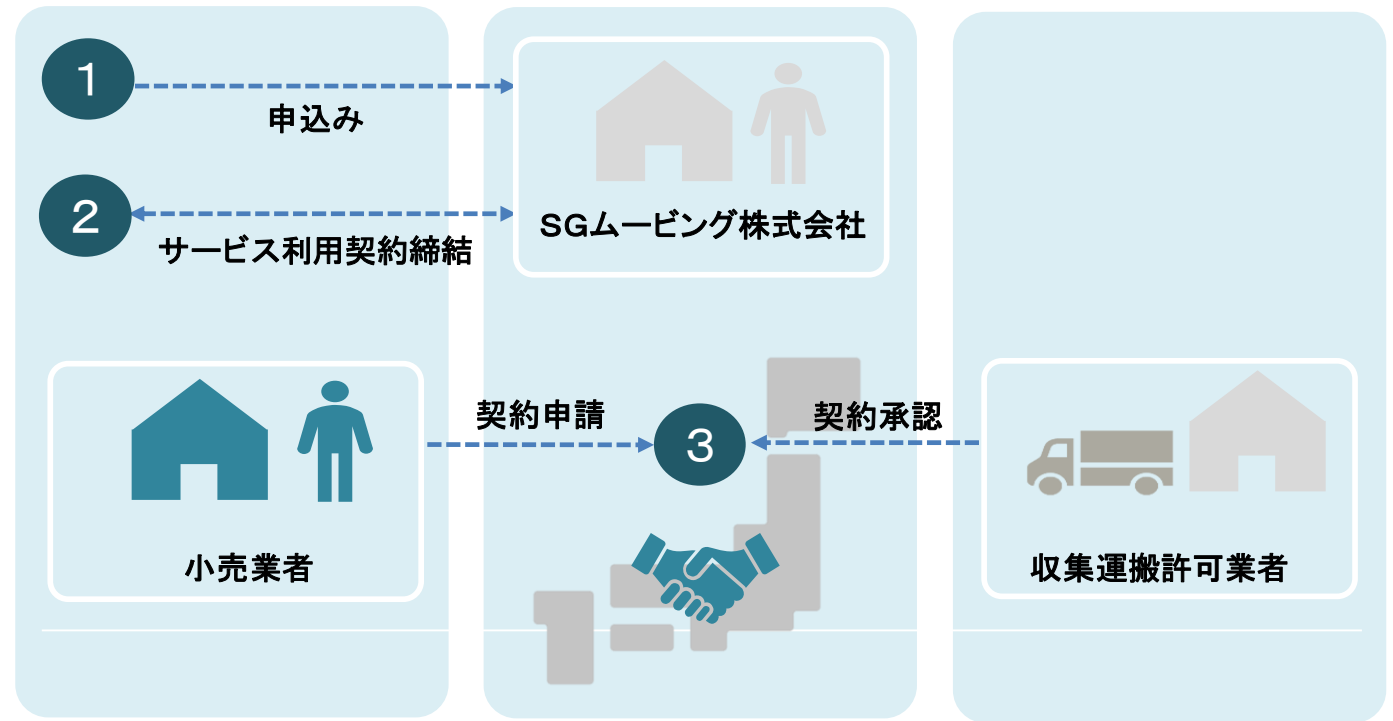 1
申込み
2
サービス利用契約締結
SGムービング株式会社
契約申請
3
契約承認
小売業者
収集運搬許可業者